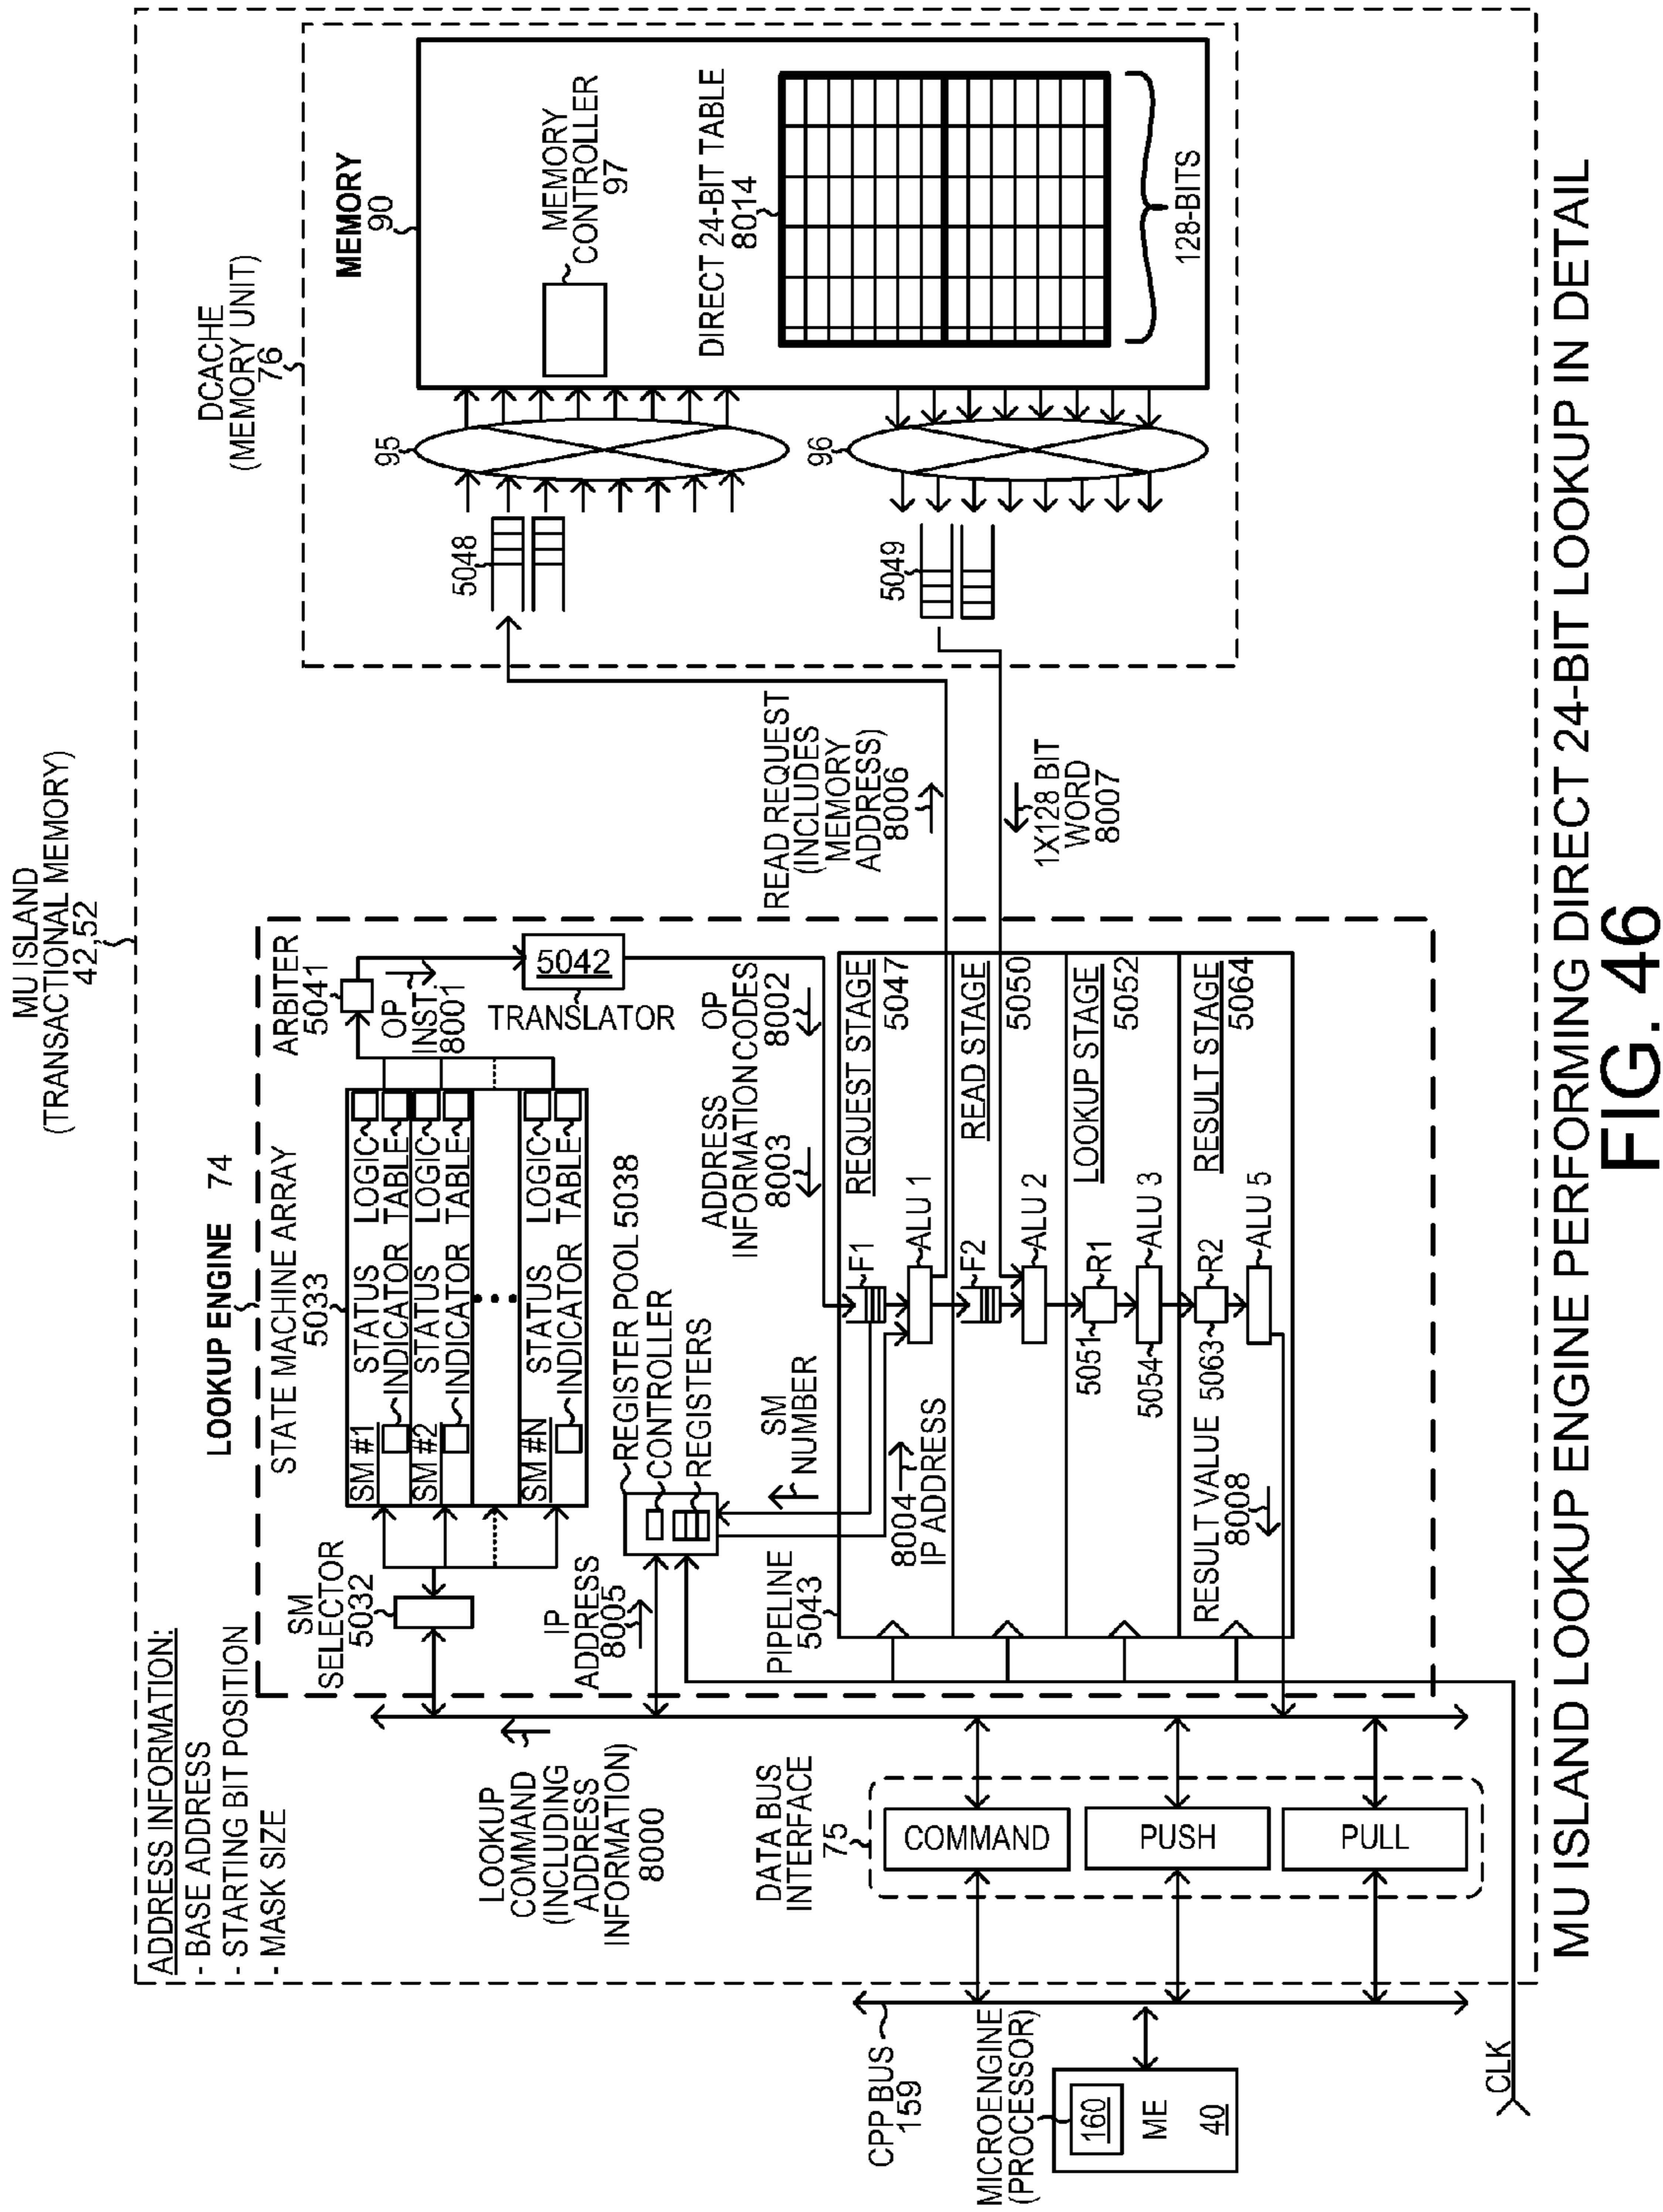 MU ISLAND
(TRANSACTIONAL MEMORY)
42,52
ADDRESS INFORMATION:
- BASE ADDRESS
- STARTING BIT POSITION
- MASK SIZE
LOOKUP ENGINE 74
STATE MACHINE ARRAY
5033
SM
SELECTOR
5032
SM #1
STATUS
INDICATOR
LOGIC
TABLE
SM #2
STATUS
INDICATOR
LOGIC
TABLE
SM #N
STATUS
INDICATOR
LOGIC
TABLE
ARBITER
5041
OP
INST.
8001
5042
TRANSLATOR
LOOKUP
COMMAND
(INCLUDING
ADDRESS
INFORMATION)
8000
IP
ADDRESS
8005
REGISTER POOL 5038
CONTROLLER
REGISTERS
SM
NUMBER
ADDRESS
INFORMATION
8003
OP
CODES
8002
PIPELINE
5043
REQUEST STAGE
5047
F1
ALU 1
8004
IP ADDRESS
READ STAGE
5050
F2
ALU 2
LOOKUP STAGE
5052
5051
R1
5054
ALU 3
RESULT STAGE
5064
RESULT VALUE
8008
5063
R2
ALU 5
READ REQUEST
(INCLUDES
MEMORY
ADDRESS)
8006
1X128 BIT
WORD
8007
DCACHE
(MEMORY UNIT)
76
MEMORY
90
95
5048
96
5049
MEMORY
CONTROLLER
97
DIRECT 24-BIT TABLE
8014
128-BITS
DATA BUS
INTERFACE
75
COMMAND
PUSH
PULL
CPP BUS
159
MICROENGINE
(PROCESSOR)
160
ME
40
CLK
MU ISLAND LOOKUP ENGINE PERFORMING DIRECT 24-BIT LOOKUP IN DETAIL
FIG. 46